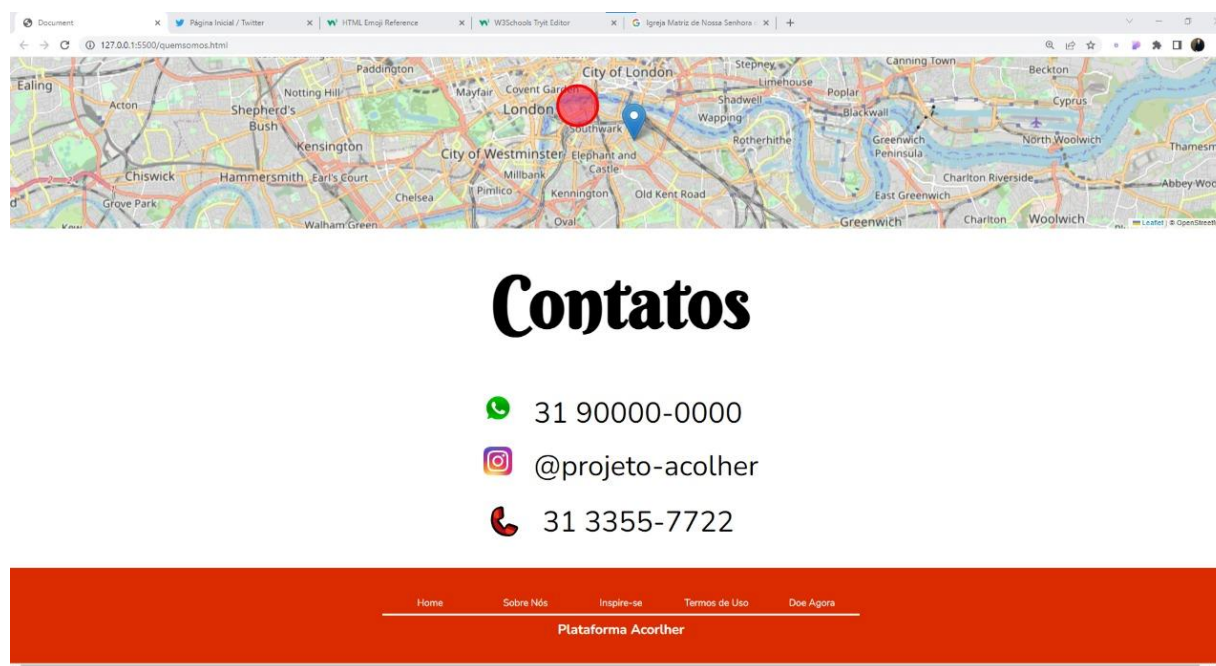 Document
Página Inicial / Twitter
HTML Emoji Reference
W3Schools Tryit Editor
Igreja Matriz de Nossa Senhora
127.0.0.1:5500/quemsomos.html
Ealing
Acton
Shepherd's
Bush
Notting Hill
Paddington
Kensington
Mayfair
Covent Garden
City of London
London
Southwark
City of Westminster
Elephant and
Castle
Stepney
Limehouse
Shadwell
Wapping
Poplar
Blackwall
Canning Town
Beckton
Cyprus
Rotherhithe
Greenwich
Peninsula
North Woolwich
Chiswick
Hammersmith
Earl's Court
Millbank
Pimlico
Kennington
Old Kent Road
Charlton Riverside
Abbey Woo
Thamesm
Grove Park
Chelsea
East Greenwich
Kew
Walham Green
Oval
Greenwich
Charlton
Woolwich
Leaflet | © OpenStreet
Contatos
31 90000-0000
@projeto-acolher
31 3355-7722
Home Sobre Nós Inspire-se Termos de Uso Doe Agora
Plataforma Acorlher